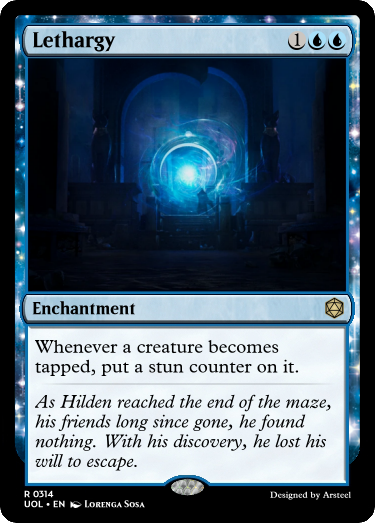 Lethargy 1
Enchantment
Whenever a creature becomes
tapped, put a stun counter on it.
As Hilden reached the end of the maze,
his friends long since gone, he found
nothing. With his discovery, he lost his
will to escape.
R 0314
UOL • EN Lorenga Sosa
Designed by Arsteel